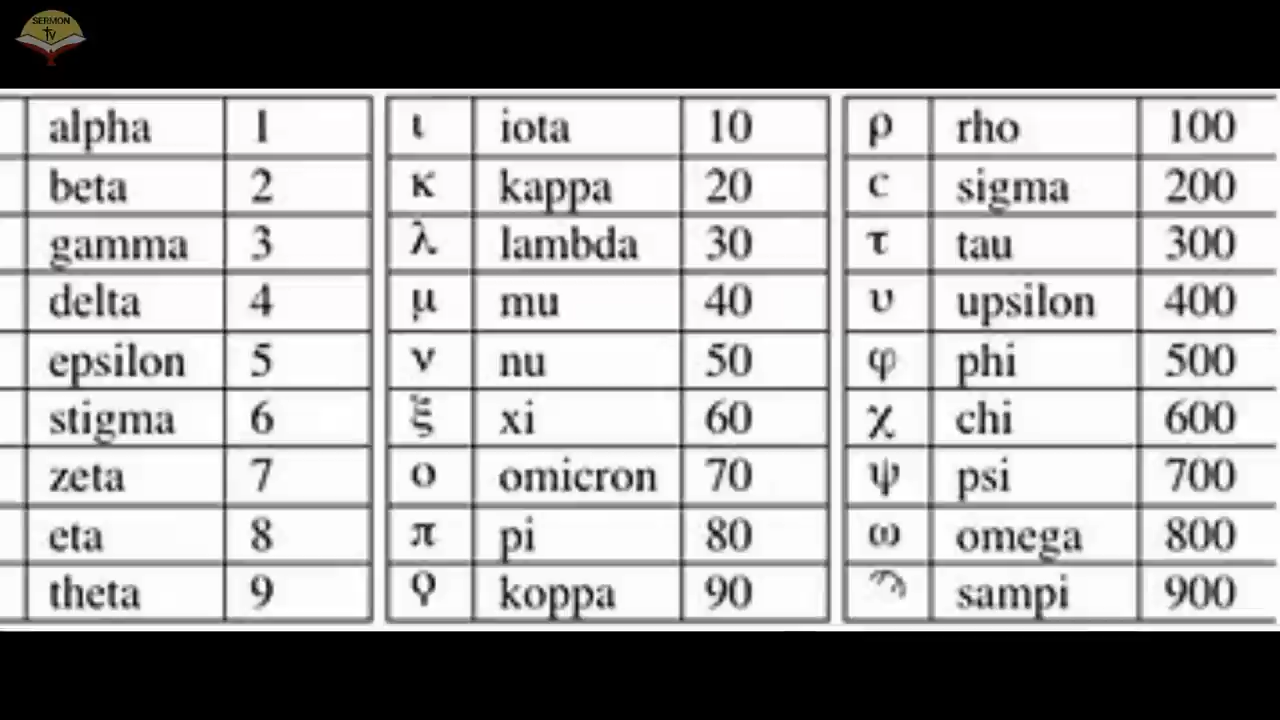 SERMON
TV
alpha 1 ι iota 10 ρ rho 100
beta 2 κ kappa 20 c sigma 200
gamma 3 λ lambda 30 τ tau 300
delta 4 μ mu 40 υ upsilon 400
epsilon 5 ν nu 50 φ phi 500
stigma 6 ξ xi 60 χ chi 600
zeta 7 ο omicron 70 ψ psi 700
eta 8 π pi 80 ω omega 800
theta 9 ϙ koppa 90 ϡ sampi 900